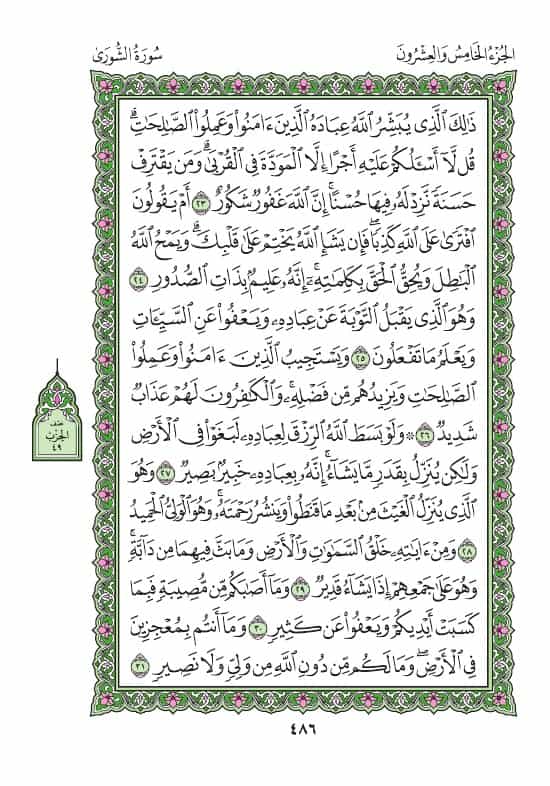 الجُزْءُ الخَامِسُ وَالعِشْرُونَ
سُورَةُ الشُّورَىٰ
ذَٰلِكَ ٱلَّذِى يُبَشِّرُ ٱللَّهُ عِبَادَهُ ٱلَّذِينَ ءَامَنُواْ وَعَمِلُواْ ٱلصَّـٰلِحَـٰتِۗ
قُل لَّآ أَسْـَٔلُكُمْ عَلَيْهِ أَجْرًا إِلَّا ٱلْمَوَدَّةَ فِى ٱلْقُرْبَىٰۗ وَمَن يَقْتَرِفْ
حَسَنَةً نَّزِدْ لَهُۥ فِيهَا حُسْنًاۚ إِنَّ ٱللَّهَ غَفُورٌ شَكُورٌ ٢٣ أَمْ يَقُولُونَ
ٱفْتَرَىٰ عَلَى ٱللَّهِ كَذِبًاۖ فَإِن يَشَإِ ٱللَّهُ يَخْتِمْ عَلَىٰ قَلْبِكَۗ وَيَمْحُ ٱللَّهُ
ٱلْبَـٰطِلَ وَيُحِقُّ ٱلْحَقَّ بِكَلِمَـٰتِهِۦٓۚ إِنَّهُۥ عَلِيمٌۢ بِذَاتِ ٱلصُّدُورِ ٢٤
وَهُوَ ٱلَّذِى يَقْبَلُ ٱلتَّوْبَةَ عَنْ عِبَادِهِۦ وَيَعْفُواْ عَنِ ٱلسَّيِّـَٔاتِ
وَيَعْلَمُ مَا تَفْعَلُونَ ٢٥ وَيَسْتَجِيبُ ٱلَّذِينَ ءَامَنُواْ وَعَمِلُواْ
ٱلصَّـٰلِحَـٰتِ وَيَزِيدُهُم مِّن فَضْلِهِۦۚ وَٱلْكَـٰفِرُونَ لَهُمْ عَذَابٌ
شَدِيدٌ ٢٦ ۞ وَلَوْ بَسَطَ ٱللَّهُ ٱلرِّزْقَ لِعِبَادِهِۦ لَبَغَوْاْ فِى ٱلْأَرْضِ
وَلَـٰكِن يُنَزِّلُ بِقَدَرٍ مَّا يَشَآءُۚ إِنَّهُۥ بِعِبَادِهِۦ خَبِيرٌۢ بَصِيرٌ ٢٧ وَهُوَ
ٱلَّذِى يُنَزِّلُ ٱلْغَيْثَ مِنۢ بَعْدِ مَا قَنَطُواْ وَيَنشُرُ رَحْمَتَهُۥۚ وَهُوَ ٱلْوَلِىُّ ٱلْحَمِيدُ
٢٨ وَمِنْ ءَايَـٰتِهِۦ خَلْقُ ٱلسَّمَـٰوَٰتِ وَٱلْأَرْضِ وَمَا بَثَّ فِيهِمَا مِن دَآبَّةٍۚ
وَهُوَ عَلَىٰ جَمْعِهِمْ إِذَا يَشَآءُ قَدِيرٌ ٢٩ وَمَآ أَصَـٰبَكُم مِّن مُّصِيبَةٍ فَبِمَا
كَسَبَتْ أَيْدِيكُمْ وَيَعْفُواْ عَن كَثِيرٍ ٣٠ وَمَآ أَنتُم بِمُعْجِزِينَ
فِى ٱلْأَرْضِۖ وَمَا لَكُم مِّن دُونِ ٱللَّهِ مِن وَلِىٍّ وَلَا نَصِيرٍ ٣١
نصف
الحزب
٤٩
٤٨٦